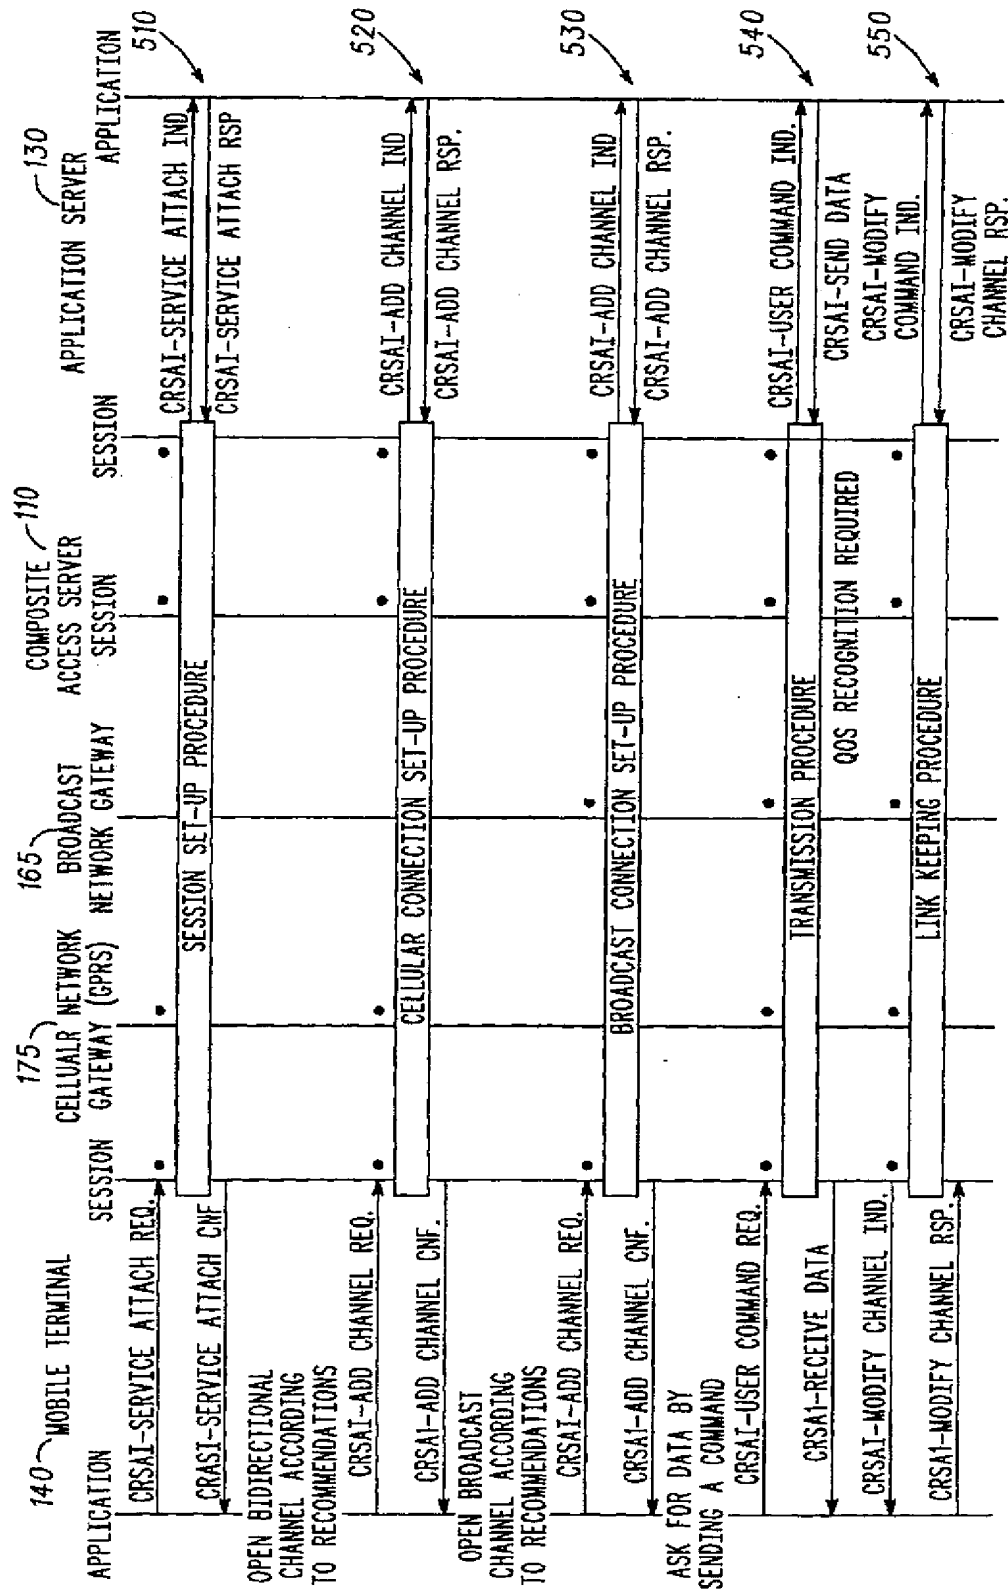 140
MOBILE TERMINAL
175
CELLUALR NETWORK
GATEWAY (GPRS)
165
BROADCAST
NETWORK GATEWAY
COMPOSITE 110
ACCESS SERVER
APPLICATION SERVER 130
APPLICATION
SESSION
SESSION
SESSION
APPLICATION
CRSAI-SERVICE ATTACH REQ.
CRASI-SERVICE ATTACH CNF
SESSION SET-UP PROCEDURE
CRSAI-SERVICE ATTACH IND
CRSAI-SERVICE ATTACH RSP
510
OPEN BIDIRECTIONAL
CHANNEL ACCORDING
TO RECOMMENDATIONS
CRSAI-ADD CHANNEL REQ.
CRSA1-ADD CHANNEL CNF.
CELLULAR CONNECTION SET-UP PROCEDURE
CRSAI-ADD CHANNEL IND
CRSAI-ADD CHANNEL RSP.
520
OPEN BROADCAST
CHANNEL ACCORDING
TO RECOMMENDATIONS
CRSAI-ADD CHANNEL REQ.
CRSA1-ADD CHANNEL CNF.
BROADCAST CONNECTION SET-UP PROCEDURE
CRSAI-ADD CHANNEL IND
CRSAI-ADD CHANNEL RSP.
530
ASK FOR DATA BY
SENDING A COMMAND
CRSAI-USER COMMAND REQ.
CRSA1-RECEIVE DATA
TRANSMISSION PROCEDURE
CRSAI-USER COMMAND IND.
CRSAI-SEND DATA
540
QOS RECOGNITION REQUIRED
CRSAI-MODIFY CHANNEL IND.
CRSA1-MODIFY CHANNEL RSP.
LINK KEEPING PROCEDURE
CRSAI-MODIFY
COMMAND IND.
CRSAI-MODIFY
CHANNEL RSP.
550